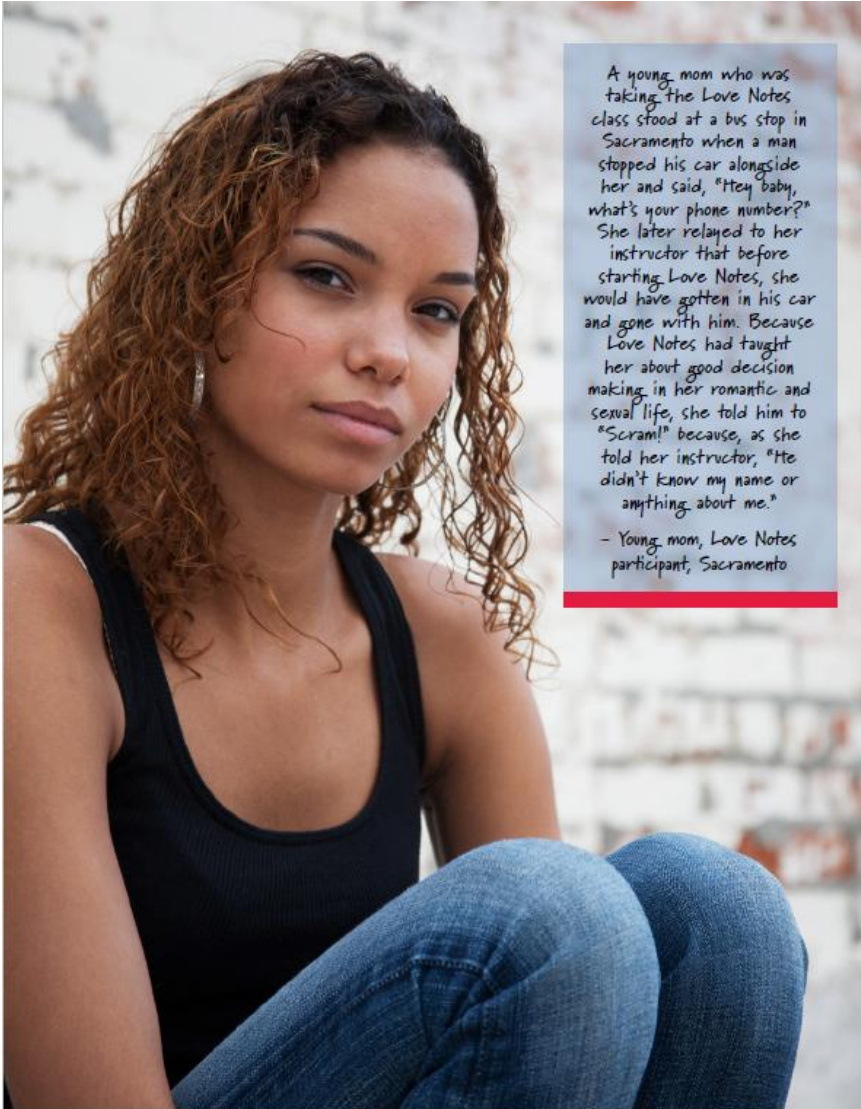 A young mom who was
taking the Love Notes
class stood at a bus stop in
Sacramento when a man
stopped his car alongside
her and said, "Hey baby,
what's your phone number?"
She later relayed to her
instructor that before
starting Love Notes, she
would have gotten in his car
and gone with him. Because
Love Notes had taught
her about good decision
making in her romantic and
sexual life, she told him to
"Scram!" because, as she
told her instructor, "He
didn't know my name or
anything about me."
- Young mom, Love Notes
participant, Sacramento